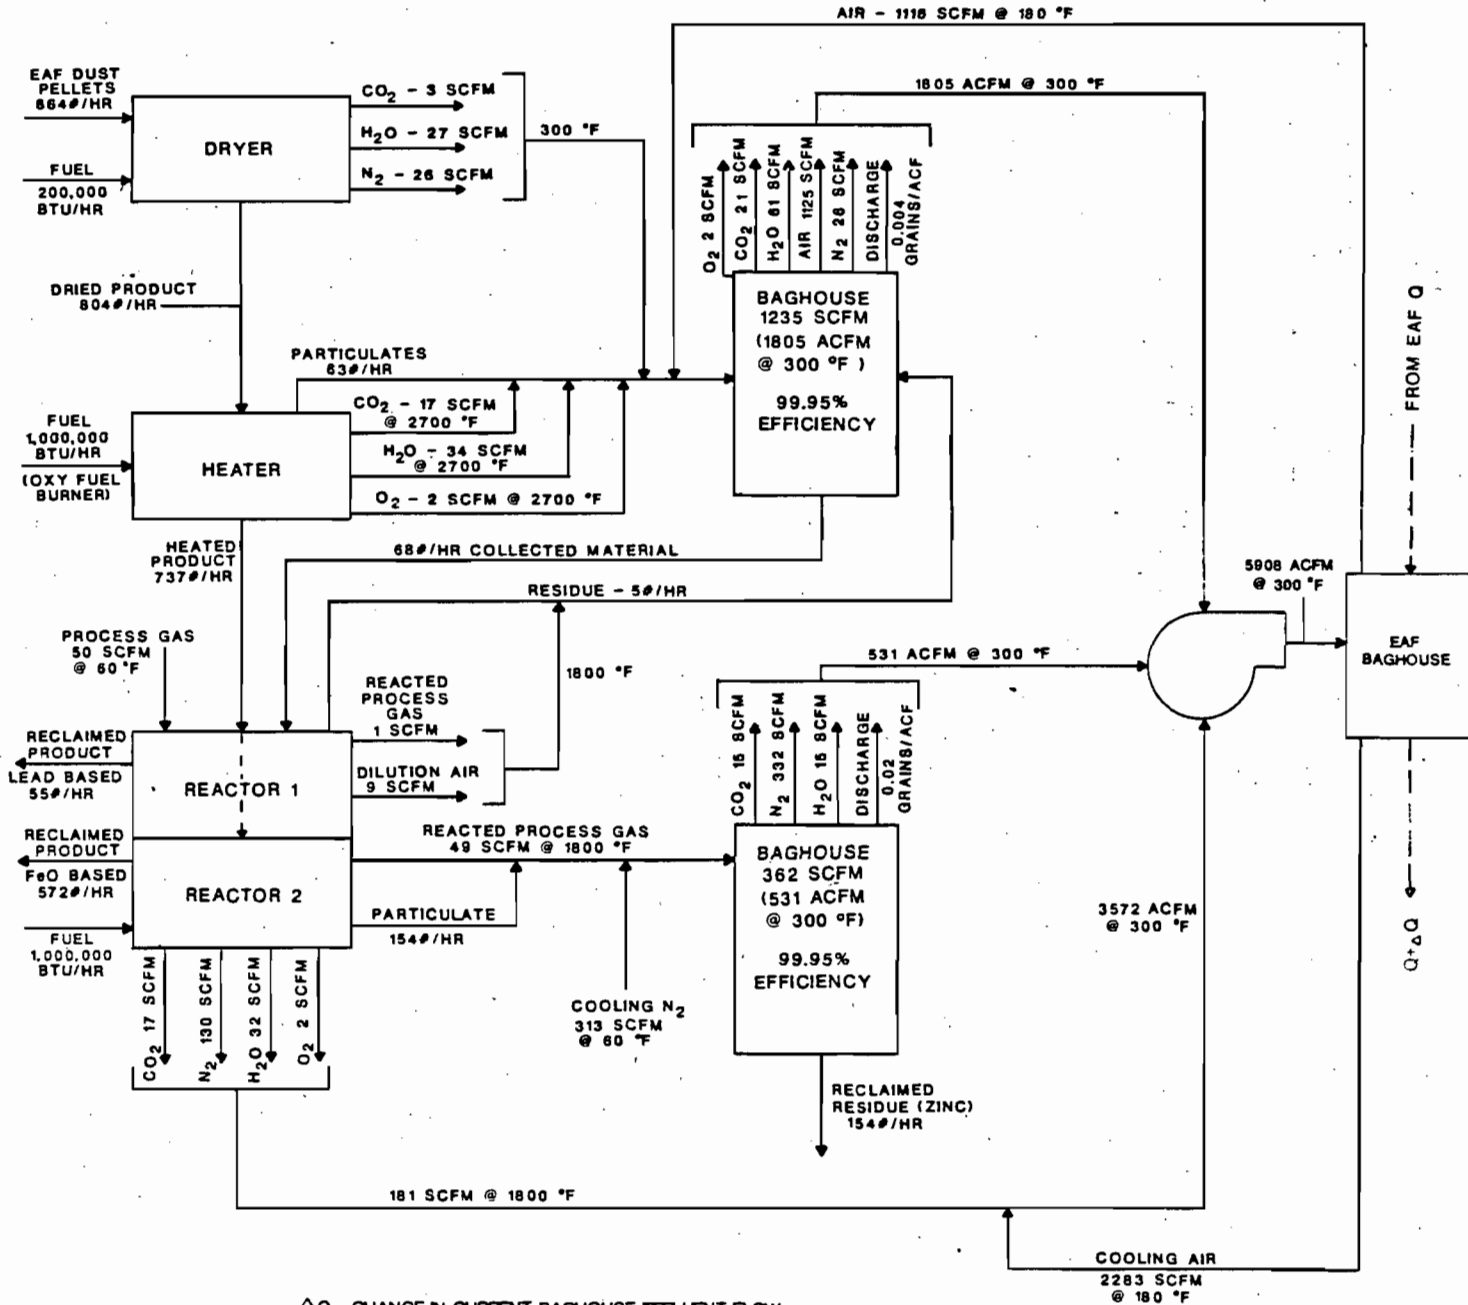 AIR - 1116 SCFM @ 180 °F
EAF DUST
PELLETS
864#/HR
FUEL
200,000
BTU/HR
DRYER
CO2 - 3 SCFM
H2O - 27 SCFM
N2 - 26 SCFM
300 °F
1805 ACFM @ 300 °F
O2 2 SCFM
CO2 21 SCFM
H2O 61 SCFM
AIR 1125 SCFM
N2 26 SCFM
DISCHARGE
0.004
GRAINS/ACF
DRIED PRODUCT
804#/HR
BAGHOUSE
1235 SCFM
(1805 ACFM
@ 300 °F )
99.95%
EFFICIENCY
FROM EAF Q
PARTICULATES
63#/HR
CO2 - 17 SCFM
@ 2700 °F
H2O - 34 SCFM
@ 2700 °F
O2 - 2 SCFM @ 2700 °F
FUEL
1,000,000
BTU/HR
(OXY FUEL
BURNER)
HEATER
HEATED
PRODUCT
737#/HR
68#/HR COLLECTED MATERIAL
RESIDUE - 5#/HR
5908 ACFM
@ 300 °F
EAF
BAGHOUSE
PROCESS GAS
50 SCFM
@ 60 °F
1800 °F
531 ACFM @ 300 °F
REACTED
PROCESS
GAS
1 SCFM
DILUTION AIR
9 SCFM
RECLAIMED
PRODUCT
LEAD BASED
55#/HR
REACTOR 1
CO2 15 SCFM
N2 332 SCFM
H2O 15 SCFM
DISCHARGE
0.02
GRAINS/ACF
RECLAIMED
PRODUCT
FeO BASED
572#/HR
REACTOR 2
REACTED PROCESS GAS
49 SCFM @ 1800 °F
PARTICULATE
154#/HR
FUEL
1,000,000
BTU/HR
BAGHOUSE
362 SCFM
(531 ACFM
@ 300 °F)
99.95%
EFFICIENCY
3572 ACFM
@ 300 °F
Q+ΔQ
CO2 17 SCFM
N2 130 SCFM
H2O 32 SCFM
O2 2 SCFM
COOLING N2
313 SCFM
@ 60 °F
RECLAIMED
RESIDUE (ZINC)
154#/HR
181 SCFM @ 1800 °F
COOLING AIR
2283 SCFM
@ 180 °F
ΔQ CHANGE IN CURRENT BAGHOUSE EFFLUENT FLOW